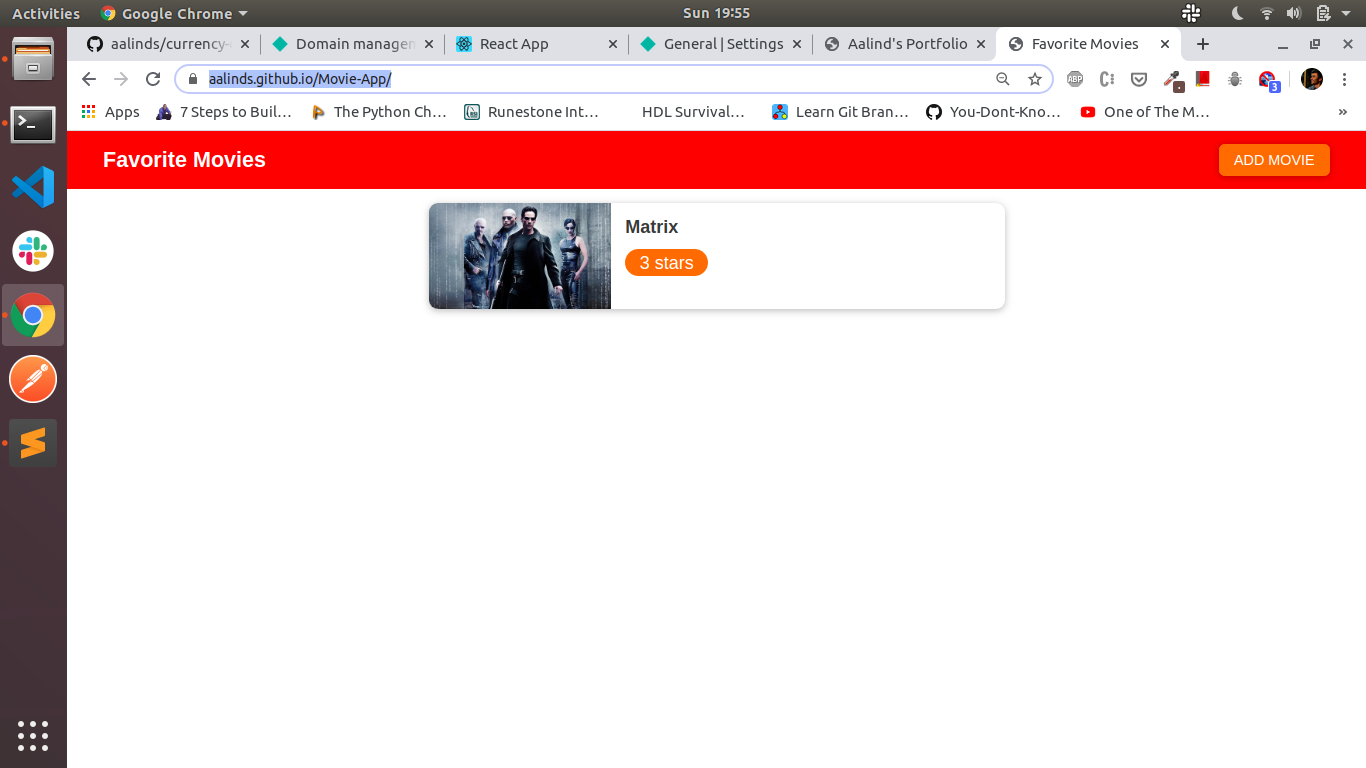 Activities Google Chrome Sun 19:55
aalinds/currency- Domain managem React App General | Settings Aalind's Portfolio Favorite Movies
aalinds.github.io/Movie-App/ ABP 3
Apps 7 Steps to Buil... The Python Ch... Runestone Int... HDL Survival... Learn Git Bran... You-Dont-Kno... One of The M... »
Favorite Movies ADD MOVIE
Matrix
3 stars